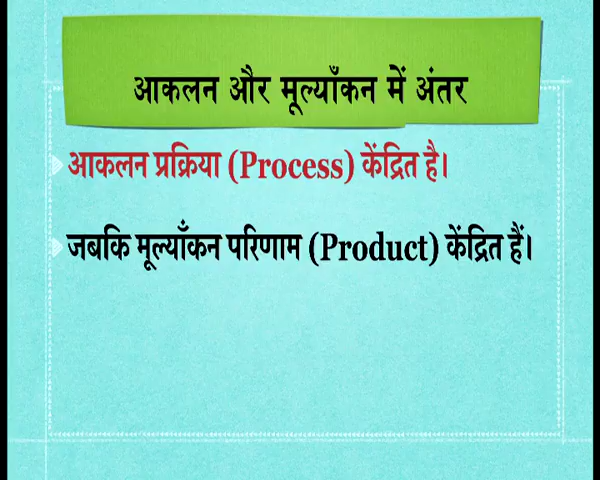 आकलन और मूल्याँकन में अंतर
आकलन प्रक्रिया (Process) केंद्रित है।
जबकि मूल्याँकन परिणाम (Product) केंद्रित हैं।